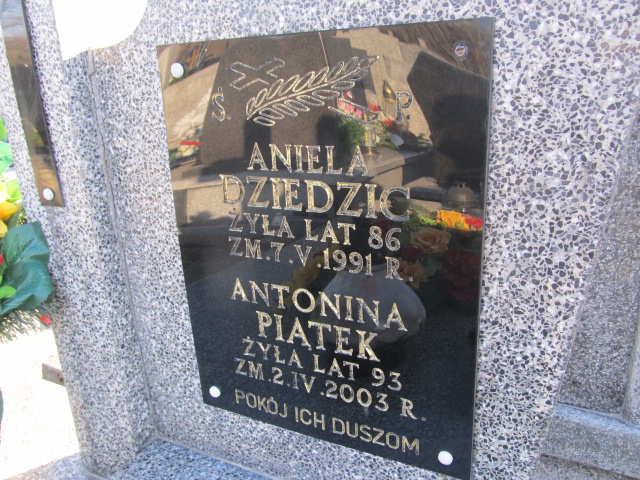 Ś. P.
ANIELA
DZIEDZIC
ŻYŁA LAT 86
ZM. 7. V. 1991 R.
ANTONINA
PIATEK
ŻYŁA LAT 93
ZM. 2. IV. 2003 R.
POKÓJ ICH DUSZOM